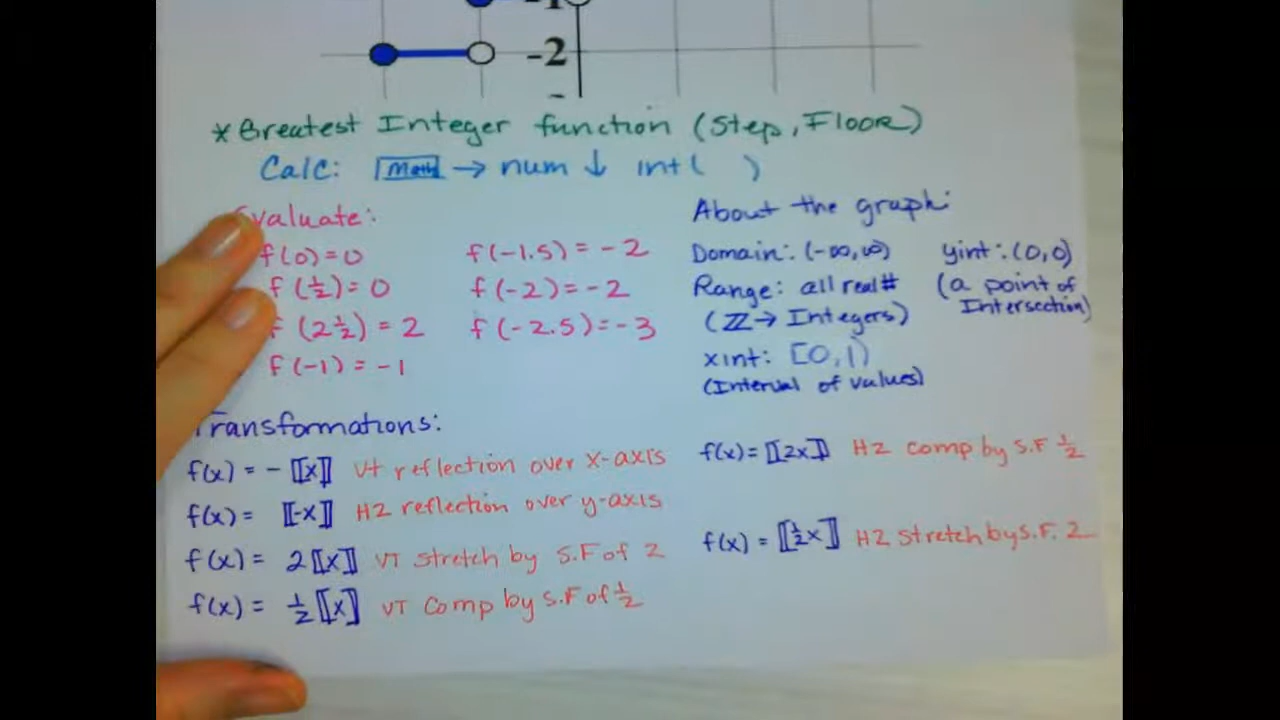 -1
-2
*Greatest Integer function (Step, Floor)
Calc: Math → num ↓ int( )
Evaluate:
f(0)=0
f(½)=0
f(2½)=2
f(-1)=-1
f(-1.5)=-2
f(-2)=-2
f(-2.5)=-3
About the graph:
Domain: (-∞,∞)
Range: all real#
(ℤ→ Integers)
xint: [0,1)
(Interval of values)
yint: (0,0)
(a point of
Intersection)
Transformations:
f(x) = -⟦x⟧ VT reflection over x-axis
f(x) = ⟦-x⟧ HZ reflection over y-axis
f(x) = 2⟦x⟧ VT stretch by S.F of 2
f(x) = ½⟦x⟧ VT comp by S.F of ½
f(x) = ⟦2x⟧ HZ comp by S.F ½
f(x) = ⟦½x⟧ HZ stretch by S.F. 2